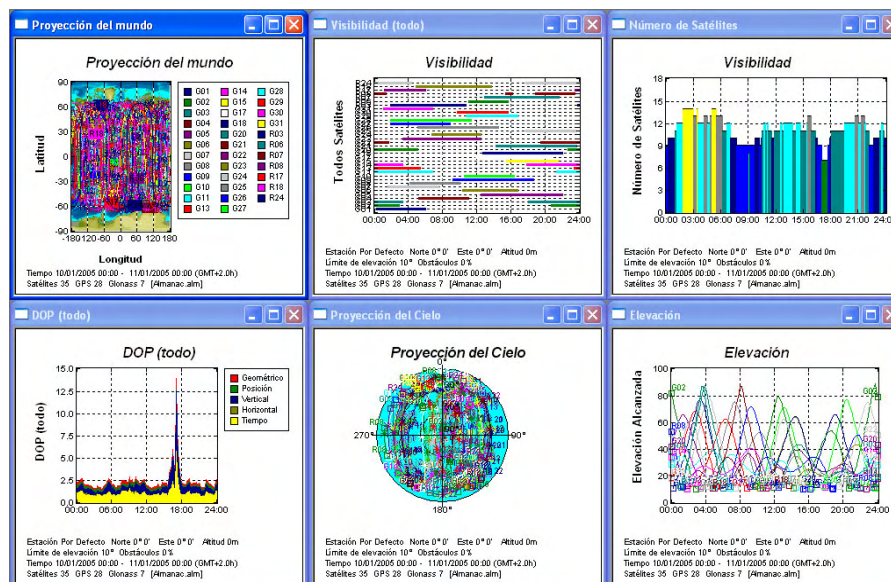 Proyección del mundo
Proyección del mundo
Latitud
90
60
30
0
-30
-60
-90
-180 -120 -60 0 60 120 180
Longitud
G01 G14 G28
G02 G15 G29
G03 G17 G30
G04 G18 G31
G05 G20 R03
G06 G21 R06
G07 G22 R07
G08 G23 R08
G09 G24 R17
G10 G25 R18
G11 G26 R24
G13 G27
Tiempo 10/01/2005 00:00 - 11/01/2005 00:00 (GMT+2.0h)
Satélites 35 GPS 28 Glonass 7 [Almanac.alm]
Visibilidad (todo)
Visibilidad
Todos Satélites
00:00 04:00 08:00 12:00 16:00 20:00 24:00
Estación Por Defecto Norte 0° 0' Este 0° 0' Altitud 0m
Límite de elevación 10° Obstáculos 0 %
Tiempo 10/01/2005 00:00 - 11/01/2005 00:00 (GMT+2.0h)
Satélites 35 GPS 28 Glonass 7 [Almanac.alm]
Número de Satélites
Visibilidad
Número de Satélites
18
15
12
9
6
3
0
00:00 03:00 06:00 09:00 12:00 15:00 18:00 21:00 24:00
Estación Por Defecto Norte 0° 0' Este 0° 0' Altitud 0m
Límite de elevación 10° Obstáculos 0 %
Tiempo 10/01/2005 00:00 - 11/01/2005 00:00 (GMT+2.0h)
Satélites 35 GPS 28 Glonass 7 [Almanac.alm]
DOP (todo)
DOP (todo)
DOP (todo)
15.0
12.5
10.0
7.5
5.0
2.5
0.0
00:00 06:00 12:00 18:00 24:00
Geométrico
Posición
Vertical
Horizontal
Tiempo
Estación Por Defecto Norte 0° 0' Este 0° 0' Altitud 0m
Límite de elevación 10° Obstáculos 0 %
Tiempo 10/01/2005 00:00 - 11/01/2005 00:00 (GMT+2.0h)
Satélites 35 GPS 28 Glonass 7 [Almanac.alm]
Proyección del Cielo
Proyección del Cielo
0°
270° 90°
180°
Estación Por Defecto Norte 0° 0' Este 0° 0' Altitud 0m
Límite de elevación 10° Obstáculos 0 %
Tiempo 10/01/2005 00:00 - 11/01/2005 00:00 (GMT+2.0h)
Satélites 35 GPS 28 Glonass 7 [Almanac.alm]
Elevación
Elevación
Elevación Alcanzada
100
80
60
40
20
0
G02
R08
00:00 04:00 08:00 12:00 16:00 20:00 24:00
Estación Por Defecto Norte 0° 0' Este 0° 0' Altitud 0m
Límite de elevación 10° Obstáculos 0 %
Tiempo 10/01/2005 00:00 - 11/01/2005 00:00 (GMT+2.0h)
Satélites 35 GPS 28 Glonass 7 [Almanac.alm]